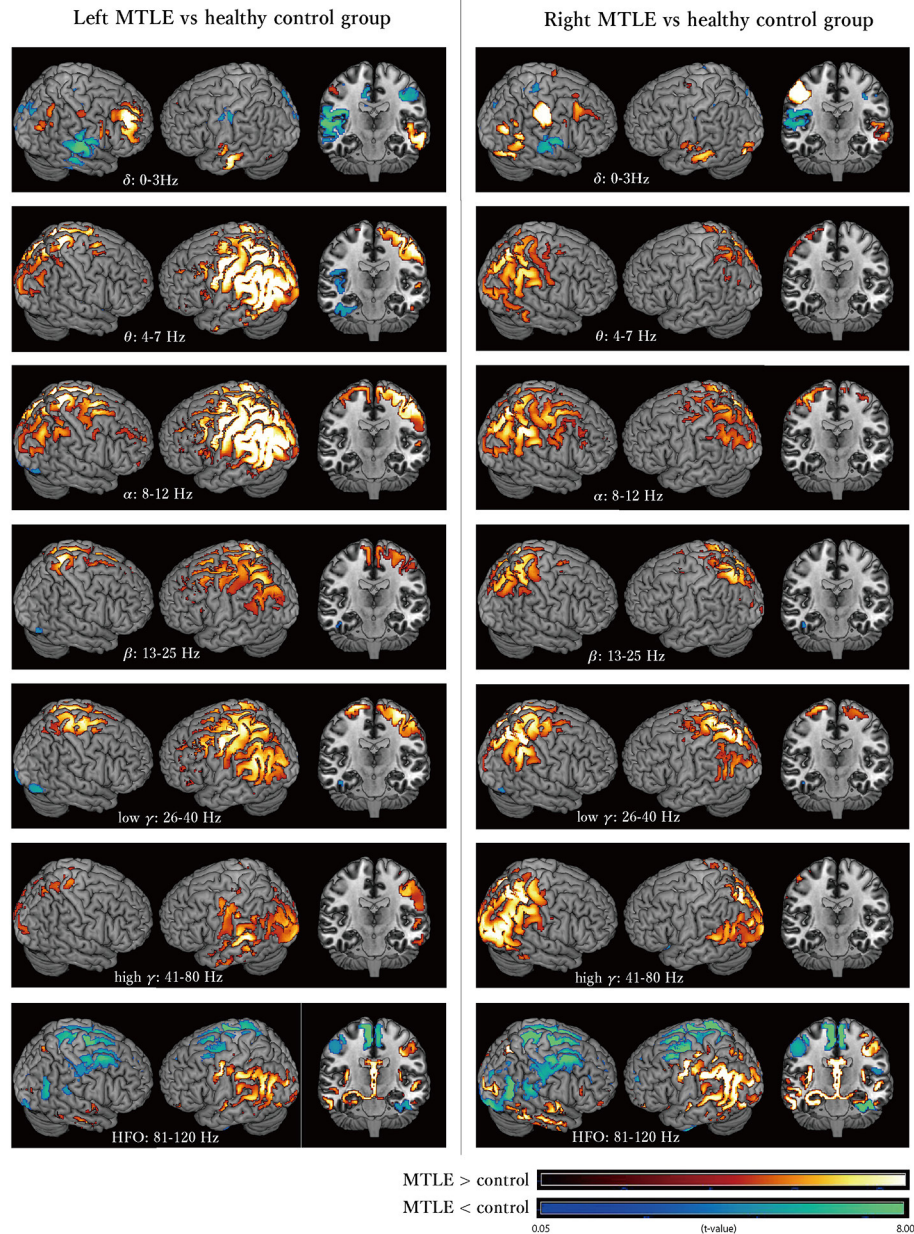 Left MTLE vs healthy control group
Right MTLE vs healthy control group
δ: 0-3Hz
δ: 0-3Hz
θ: 4-7 Hz
θ: 4-7 Hz
α: 8-12 Hz
α: 8-12 Hz
β: 13-25 Hz
β: 13-25 Hz
low γ: 26-40 Hz
low γ: 26-40 Hz
high γ: 41-80 Hz
high γ: 41-80 Hz
HFO: 81-120 Hz
HFO: 81-120 Hz
MTLE > control
MTLE < control
0.05 (t-value) 8.00